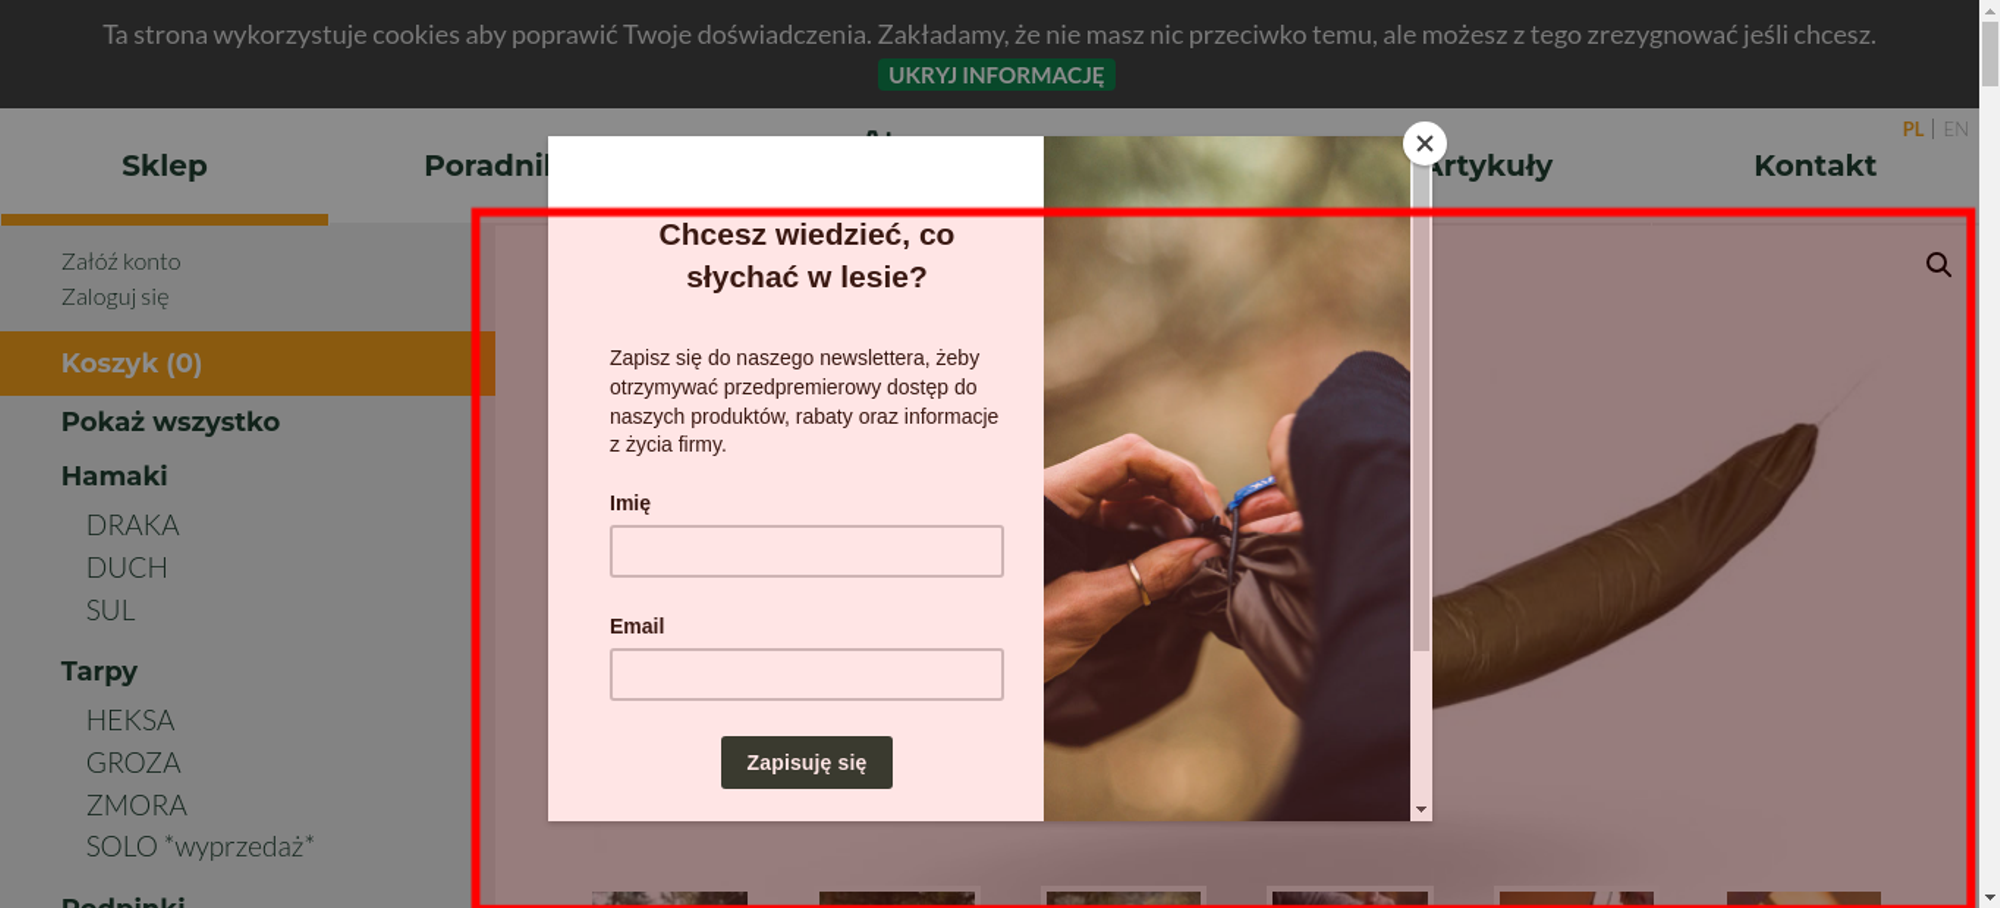 Ta strona wykorzystuje cookies aby poprawić Twoje doświadczenia. Zakładamy, że nie masz nic przeciwko temu, ale możesz z tego zrezygnować jeśli chcesz.
UKRYJ INFORMACJĘ
PL | EN
Sklep
Artykuły
Kontakt
Załóź konto
Zaloguj się
Koszyk (0)
Pokaż wszystko
Hamaki
DRAKA
DUCH
SUL
Tarpy
HEKSA
GROZA
ZMORA
SOLO *wyprzedaż*
Chcesz wiedzieć, co
słychać w lesie?
Zapisz się do naszego newslettera, żeby
otrzymywać przedpremierowy dostęp do
naszych produktów, rabaty oraz informacje
z życia firmy.
Imię
Email
Zapisuję się